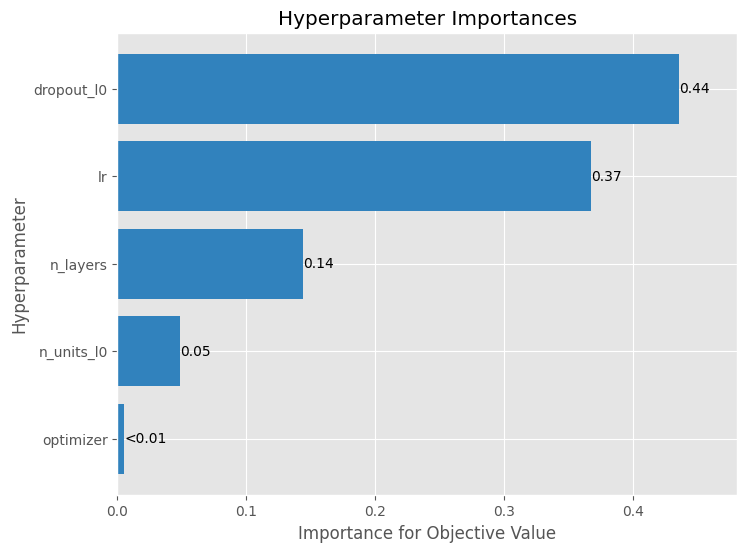 Hyperparameter Importances
Hyperparameter
dropout_l0
0.44
lr
0.37
n_layers
0.14
n_units_l0
0.05
optimizer
<0.01
0.0 0.1 0.2 0.3 0.4
Importance for Objective Value